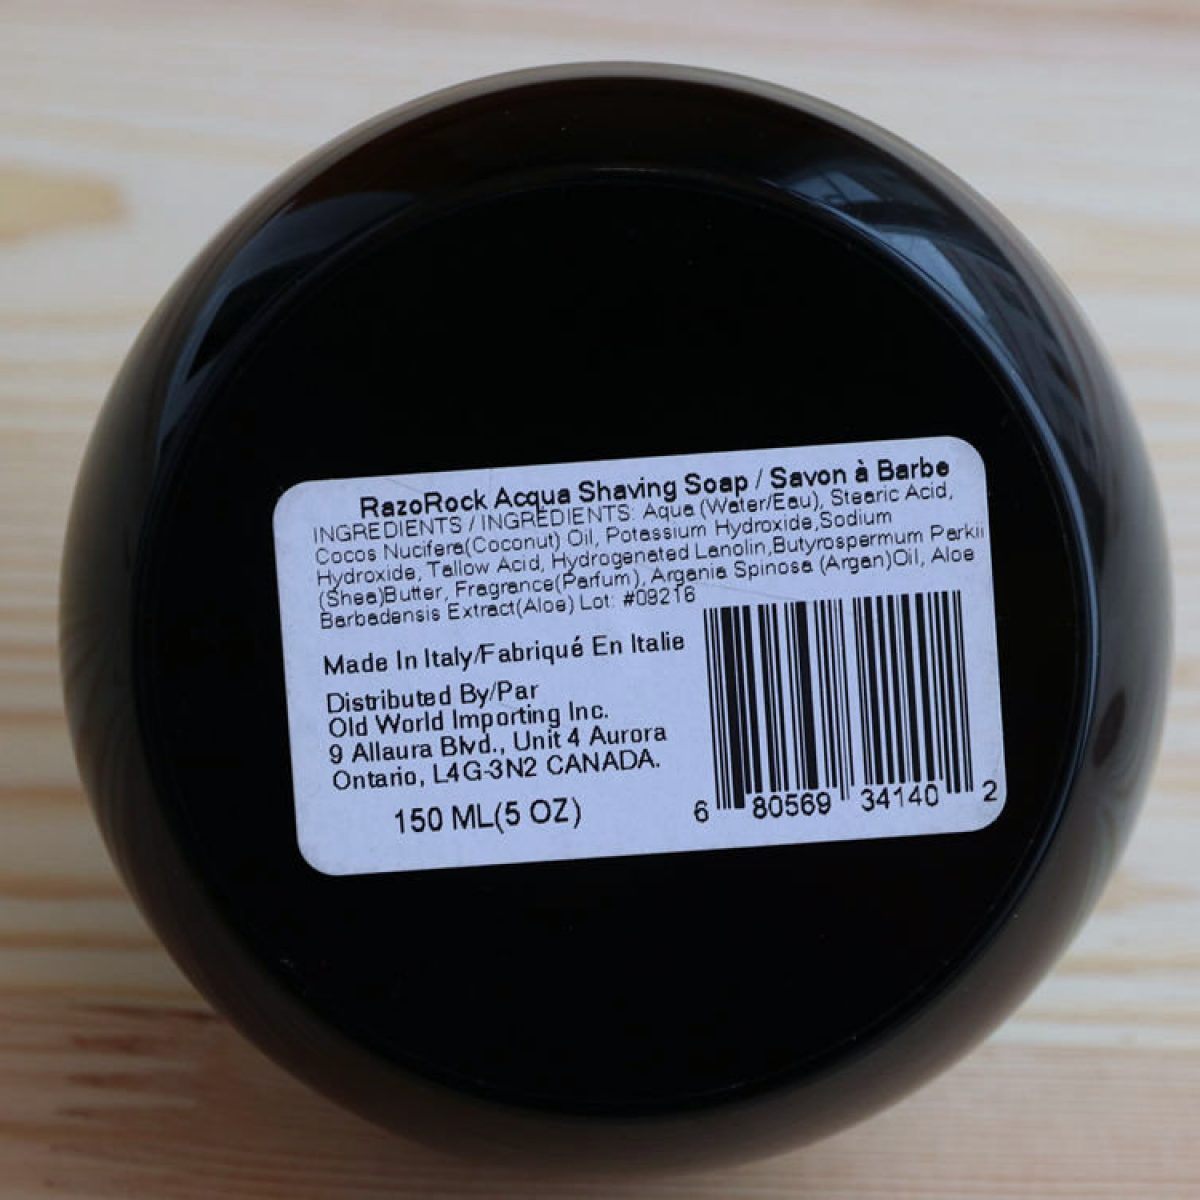 RazoRock Acqua Shaving Soap / Savon à Barbe
INGREDIENTS / INGRÉDIENTS: Aqua (Water/Eau), Stearic Acid,
Cocos Nucifera(Coconut) Oil, Potassium Hydroxide,Sodium
Hydroxide, Tallow Acid, Hydrogenated Lanolin,Butyrospermum Parkii
(Shea)Butter, Fragrance(Parfum), Argania Spinosa (Argan)Oil, Aloe
Barbadensis Extract(Aloe) Lot: #09216
Made In Italy/Fabriqué En Italie
Distributed By/Par
Old World Importing Inc.
9 Allaura Blvd., Unit 4 Aurora
Ontario, L4G-3N2 CANADA.
150 ML(5 OZ)
6 80569 34140 2